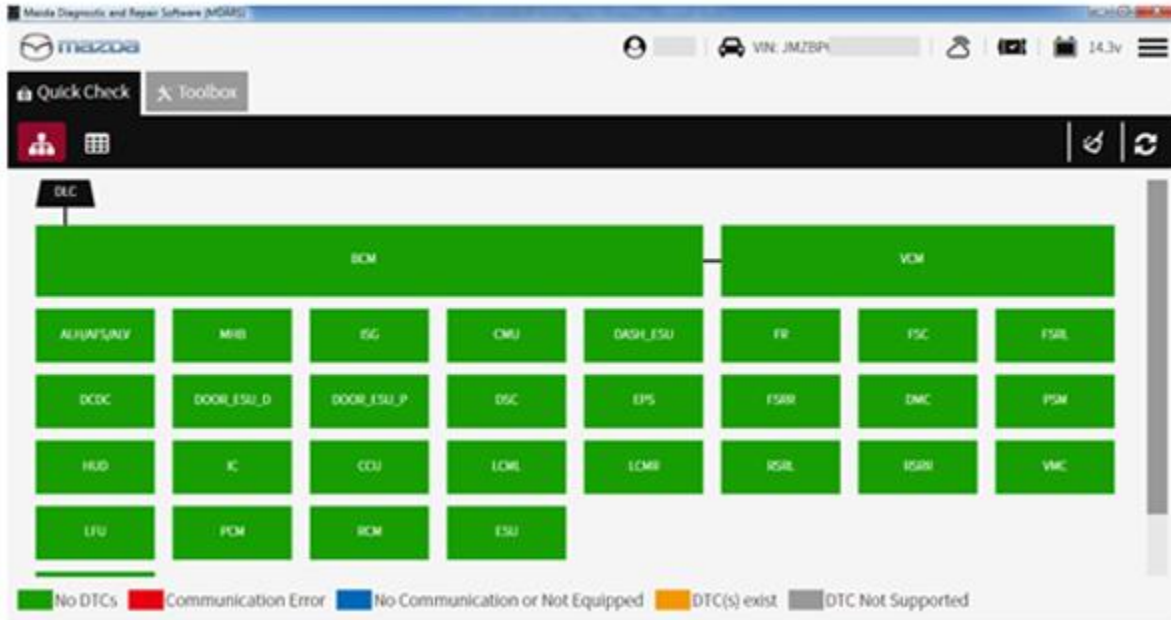 Mazda Diagnostic and Repair Software (MDARS)
mazda
VIN: JMZBP
14.3v
Quick Check
Toolbox
DLC
BCM
VCM
ALH/AFS/ALV
MHB
ISG
CMU
DASH_ESU
FR
FSC
FSRL
DCDC
DOOR_ESU_D
DOOR_ESU_P
DSC
EPS
FSRR
DMC
PSM
HUD
IC
CCU
LCML
LCMR
RSRL
RSRR
VMC
LFU
PCM
RCM
ESU
No DTCs
Communication Error
No Communication or Not Equipped
DTC(s) exist
DTC Not Supported